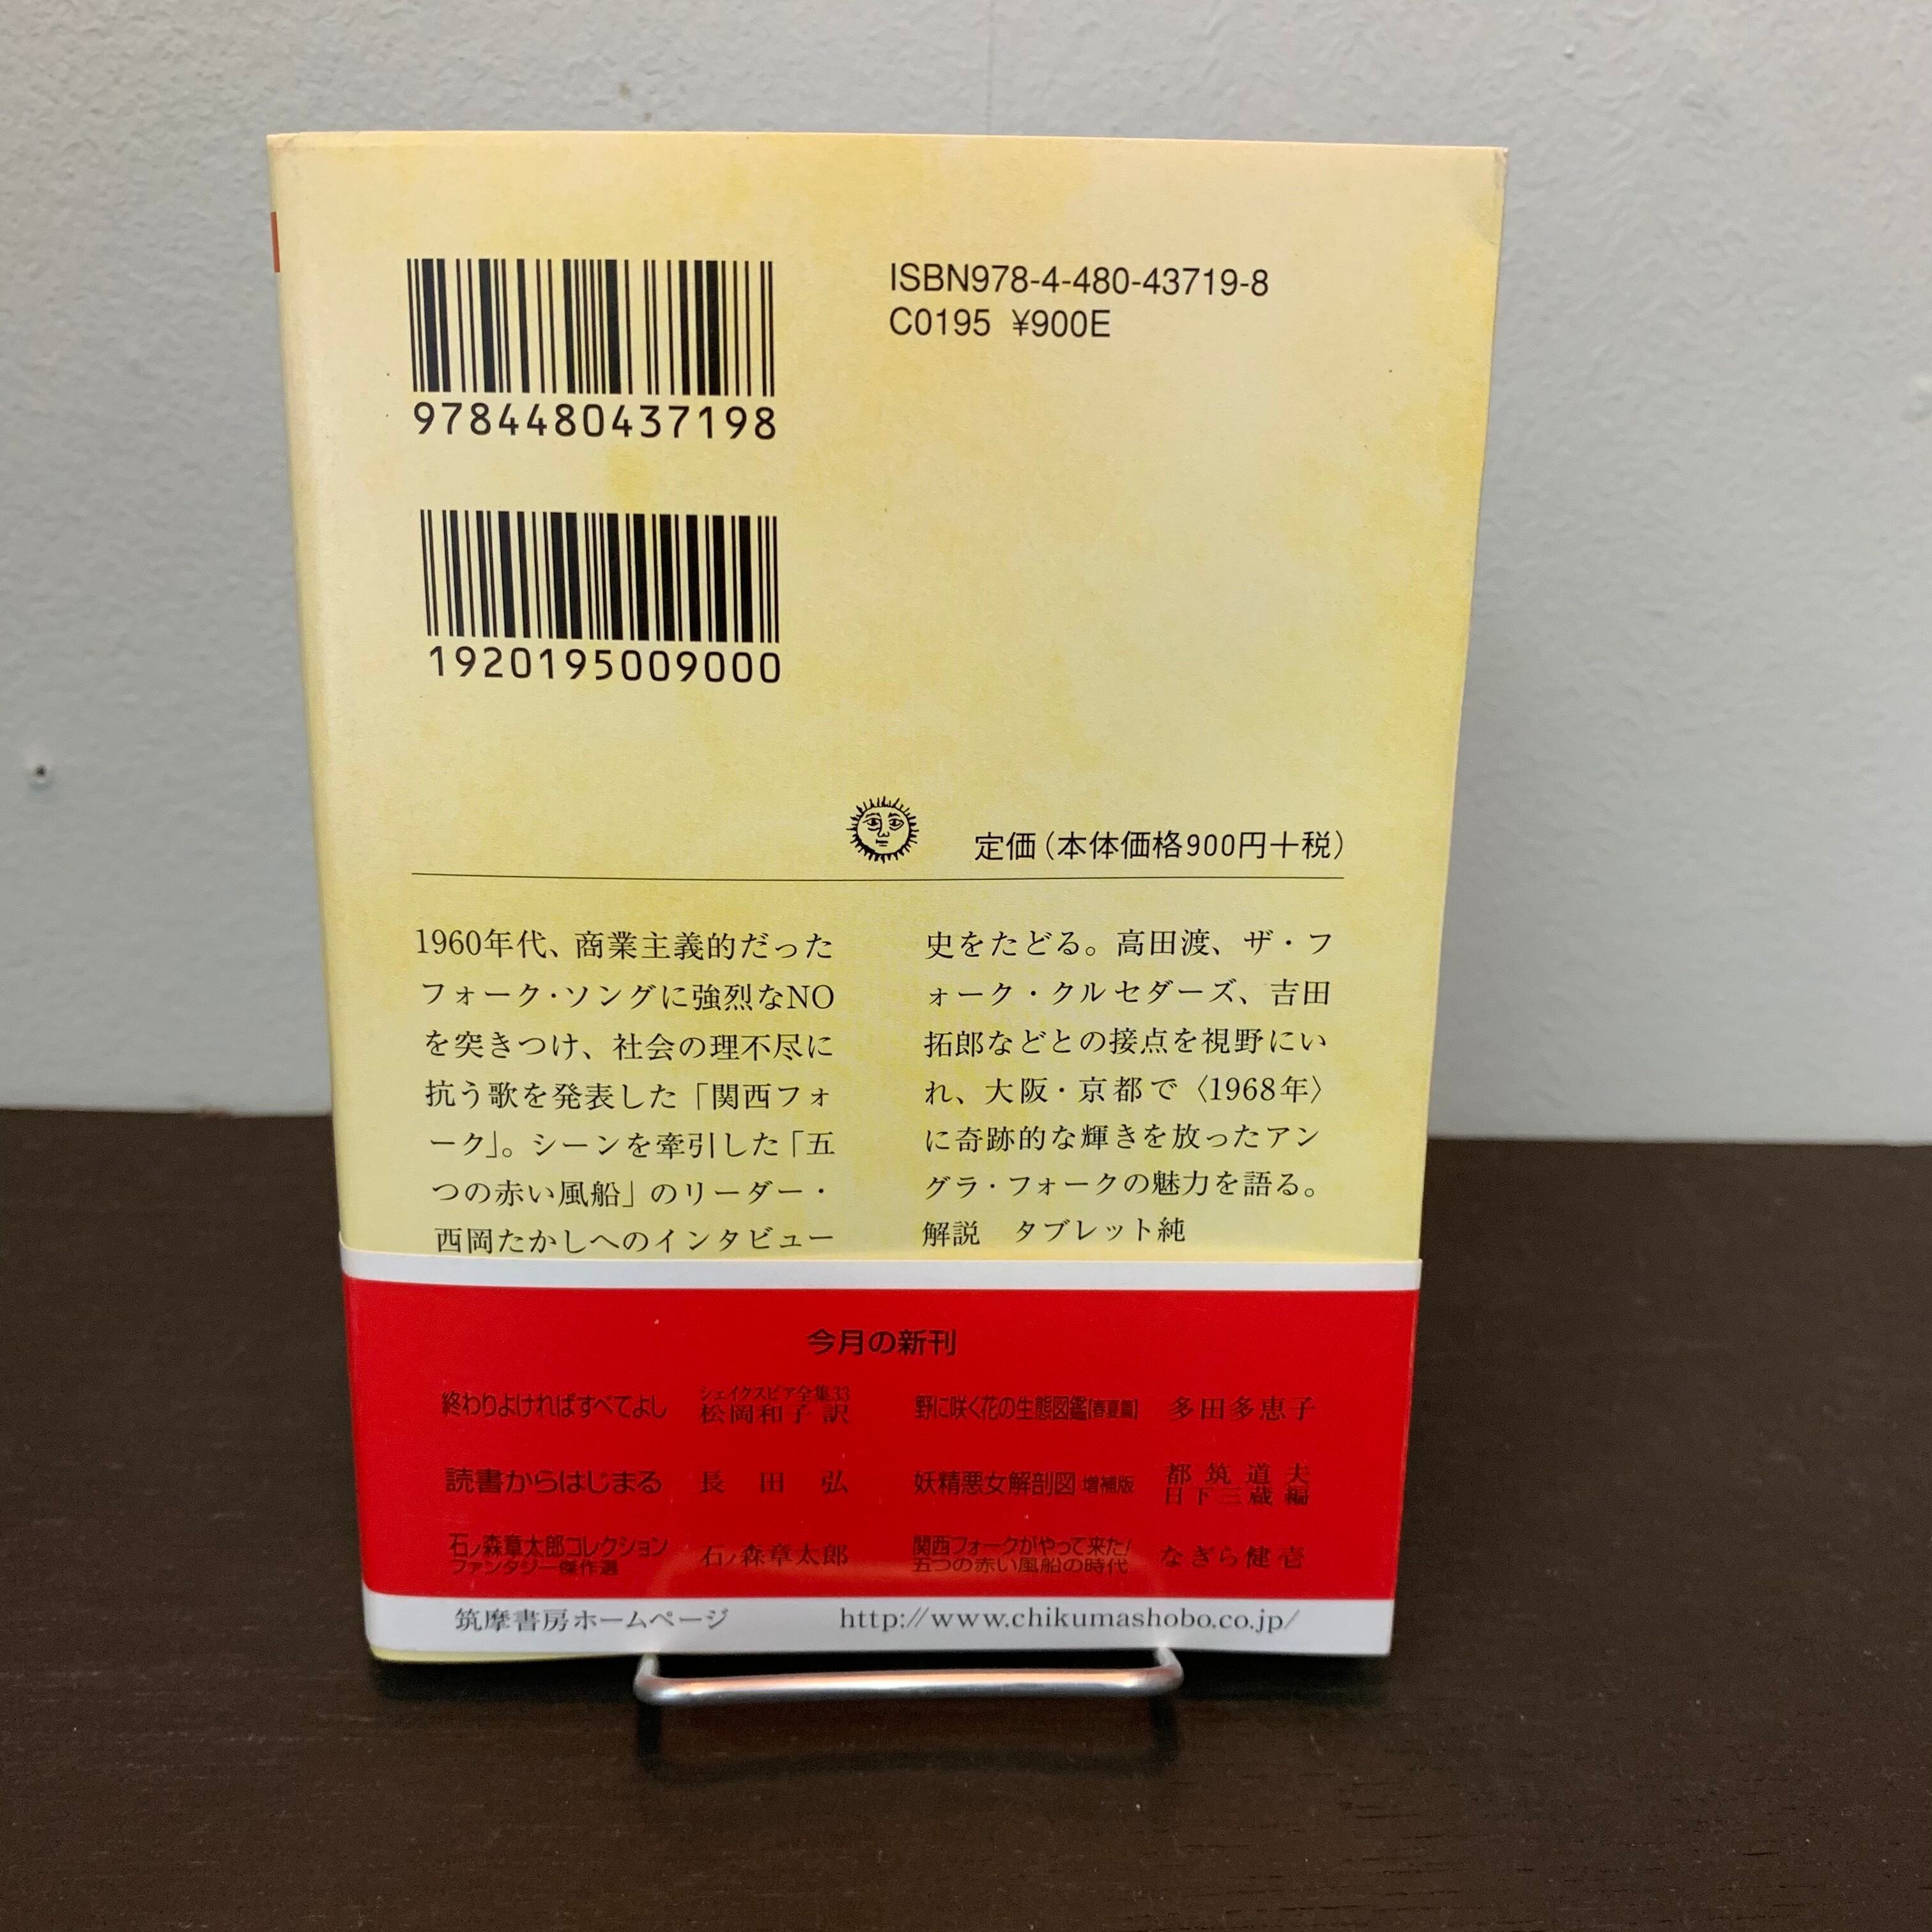 9784480437198
ISBN978-4-480-43719-8
C0195 ¥900E
1920195009000
定価(本体価格900円+税)
1960年代、商業主義的だった
フォーク・ソングに強烈なNO
を突きつけ、社会の理不尽に
抗う歌を発表した「関西フォ
ーク」。シーンを牽引した「五
つの赤い風船」のリーダー・
西岡たかしへのインタビュー
史をたどる。高田渡、ザ・フ
ォーク・クルセダーズ、吉田
拓郎などとの接点を視野にい
れ、大阪・京都で〈1968年〉
に奇跡的な輝きを放ったアン
グラ・フォークの魅力を語る。
解説 タブレット純
今月の新刊
終わりよければすべてよし
シェイクスピア全集33
松岡和子 訳
読書からはじまる 長田弘
石ノ森章太郎コレクション
ファンタジー傑作選
石ノ森章太郎
野に咲く花の生態図鑑[春夏篇] 多田多恵子
妖精悪女解剖図 増補版
都筑道夫
日下三蔵 編
関西フォークがやって来た!
五つの赤い風船の時代
なぎら健壱
筑摩書房ホームページ http://www.chikumashobo.co.jp/